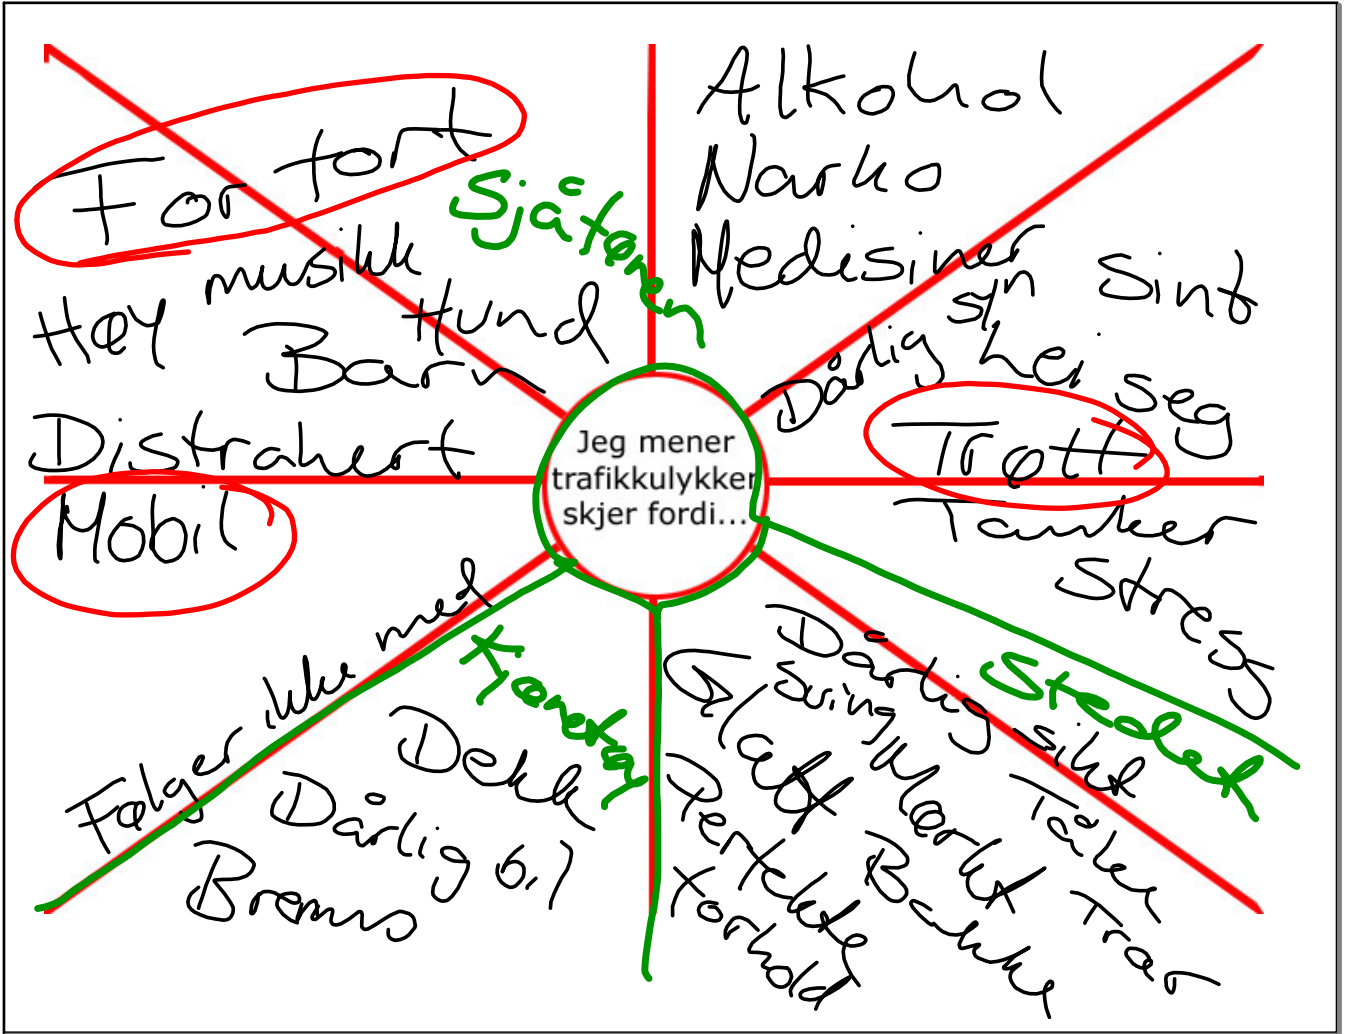 For fort
Høy musikk
Hund
Barn
Distrahert
Mobil
Sjåføren
Alkohol
Narko
Medisiner
Dårlig syn
Sint
lei seg
Trøtt
Tanker
Stress
Jeg mener
trafikkulykker
skjer fordi...
Følger ikke med
Kjøretøy
Dekk
Dårlig bil
Brems
Stedet
Dårlig sikt
Sving
Glatt
Mørkt
Tåke
Perfekte
forhold
Bakke
Trær